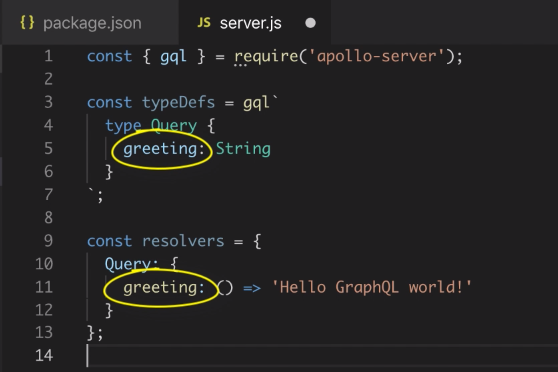 {} package.json JS server.js
1 const { gql } = require('apollo-server');
2
3 const typeDefs = gql`
4 type Query {
5 greeting: String
6 }
7 `;
8
9 const resolvers = {
10 Query: {
11 greeting: () => 'Hello GraphQL world!'
12 }
13 };
14